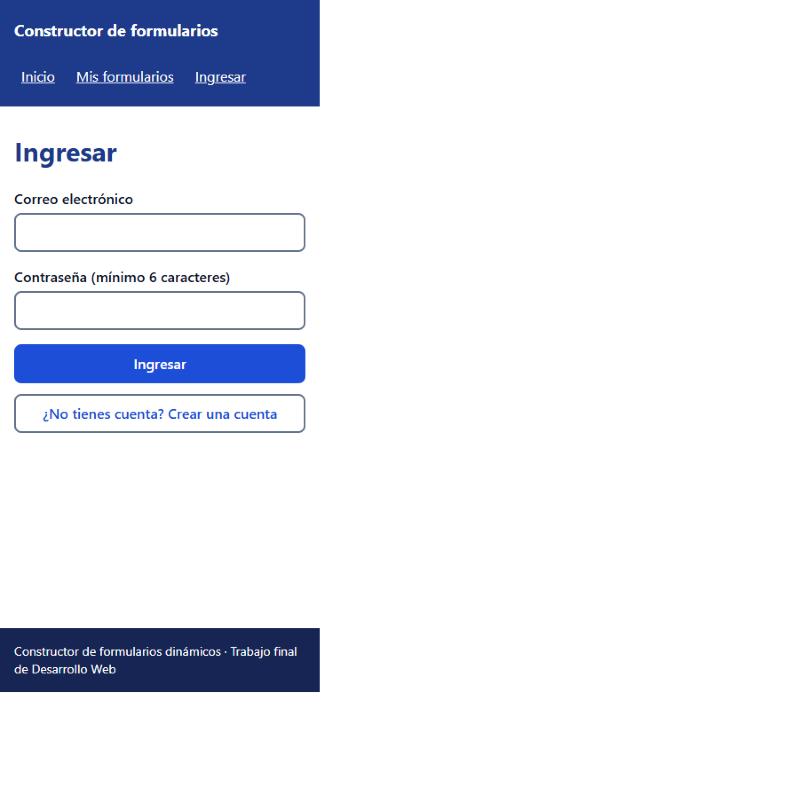 Constructor de formularios
Inicio Mis formularios Ingresar
Ingresar
Correo electrónico
Contraseña (mínimo 6 caracteres)
Ingresar
¿No tienes cuenta? Crear una cuenta
Constructor de formularios dinámicos · Trabajo final
de Desarrollo Web